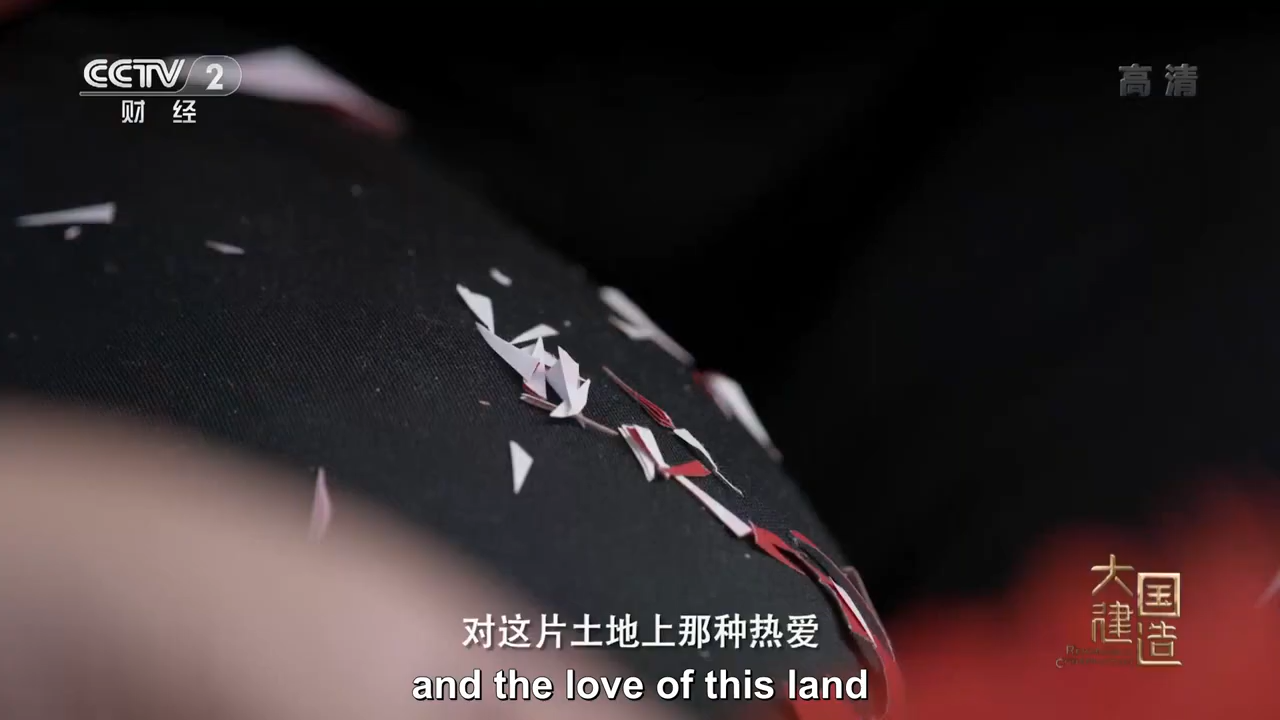 CCTV 2
财 经
高 清
对这片土地上那种热爱
and the love of this land
大国
建造